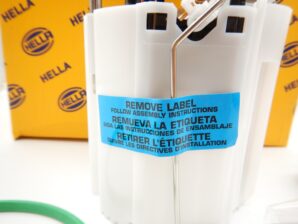 HELLA
HELLA
HELLA
REMOVE LABEL
FOLLOW ASSEMBLY INSTRUCTIONS
REMUEVA LA ETIQUETA
SIGA LAS INSTRUCCIONES DE ENSAMBLAJE
RETIRER L'ÉTIQUETTE
SUIVRE LES DIRECTIVES D'INSTALLATION